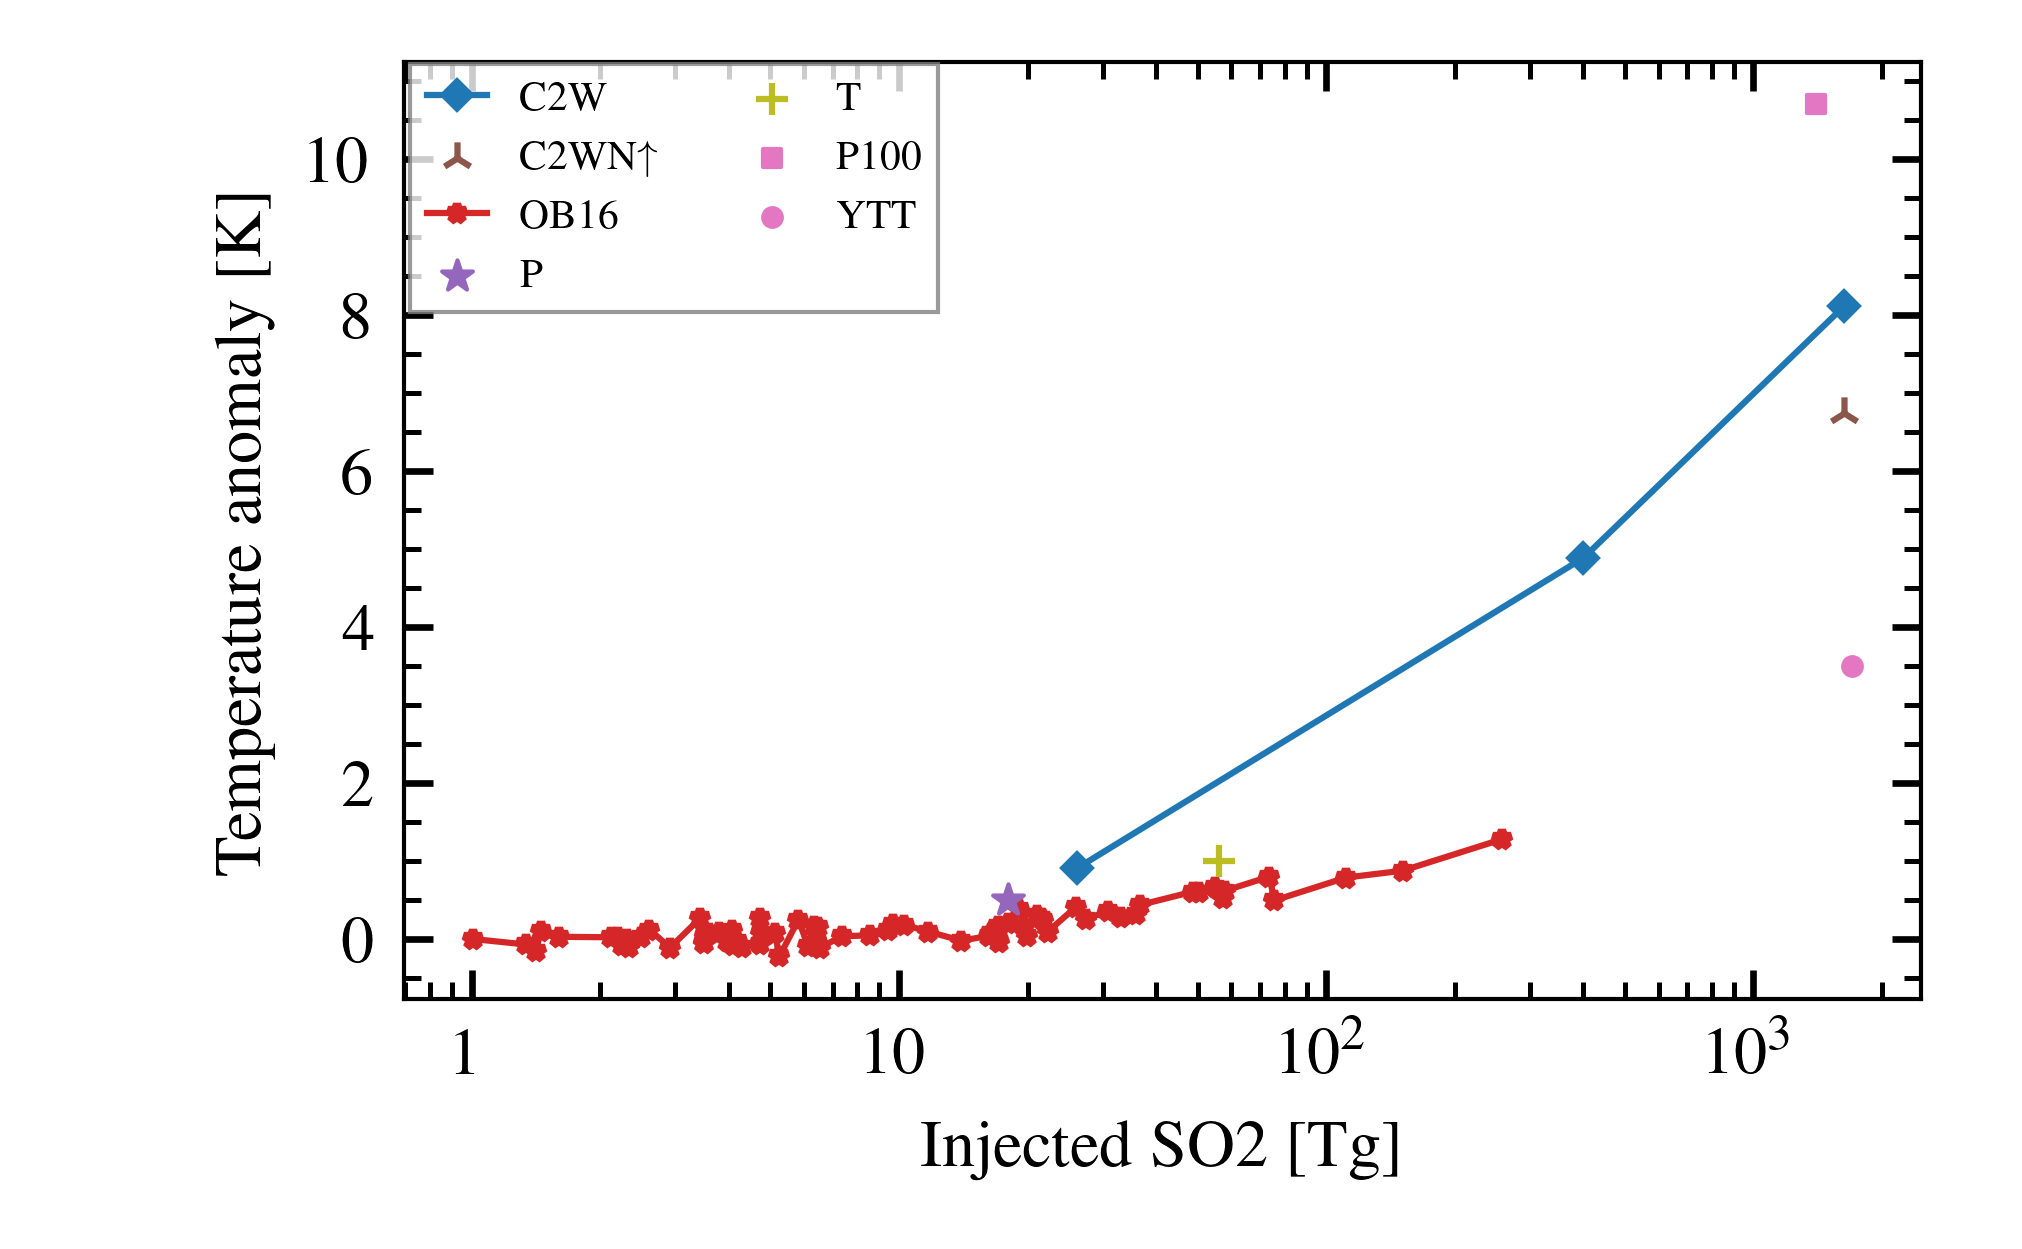 C2W
C2WN↑
OB16
P
T
P100
YTT
Temperature anomaly [K]
10
8
6
4
2
0
1 10 10² 10³
Injected SO2 [Tg]